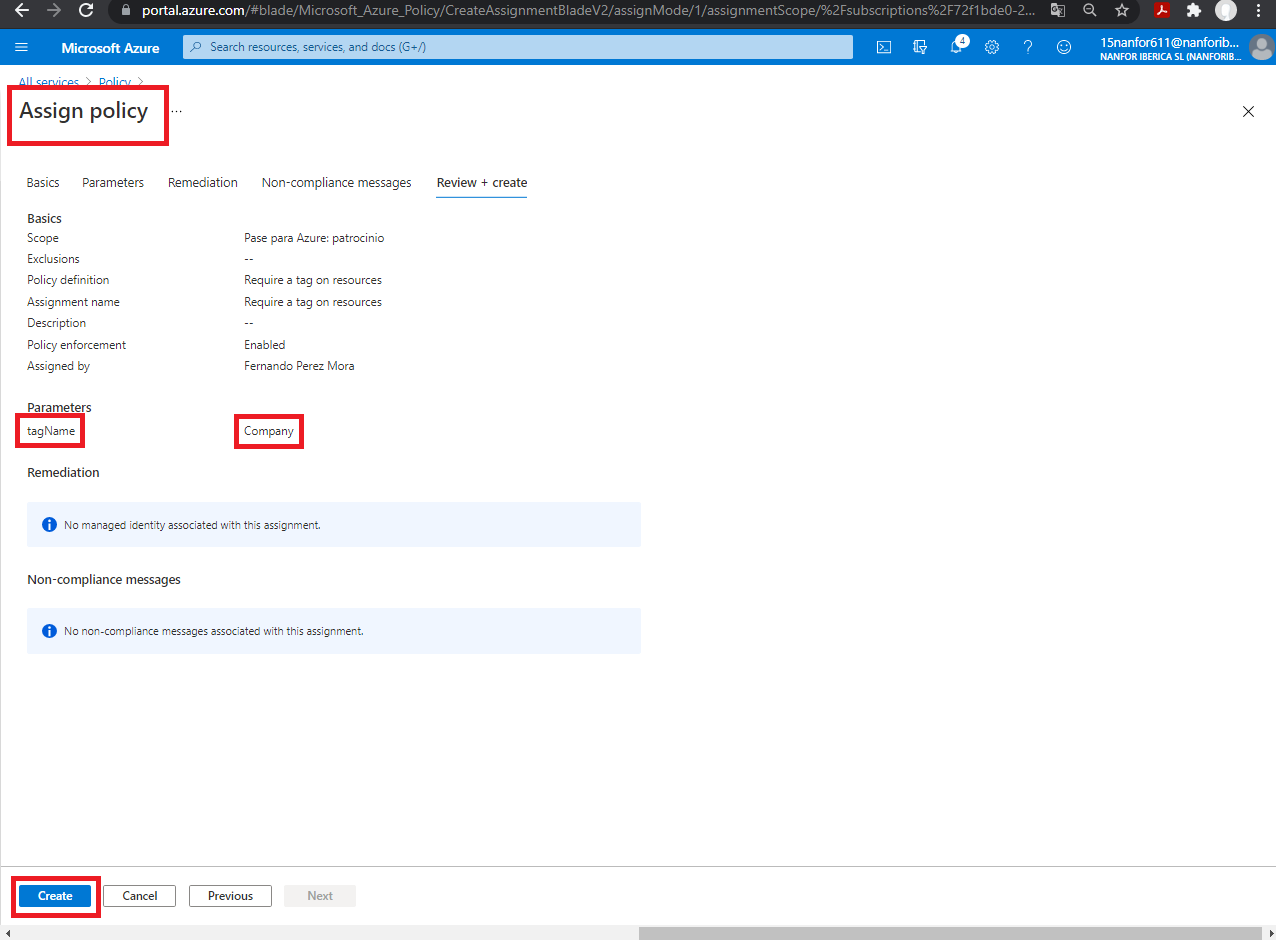 portal.azure.com/#blade/Microsoft_Azure_Policy/CreateAssignmentBladeV2/assignMode/1/assignmentScope/%2Fsubscriptions%2F72f1bde0-2...
Microsoft Azure
Search resources, services, and docs (G+/)
4
15nanfor611@nanforib...
NANFOR IBERICA SL (NANFORIB...
All services > Policy >
Assign policy ...
Basics Parameters Remediation Non-compliance messages Review + create
Basics
Scope Pase para Azure: patrocinio
Exclusions --
Policy definition Require a tag on resources
Assignment name Require a tag on resources
Description --
Policy enforcement Enabled
Assigned by Fernando Perez Mora
Parameters
tagName Company
Remediation
No managed identity associated with this assignment.
Non-compliance messages
No non-compliance messages associated with this assignment.
Create Cancel Previous Next